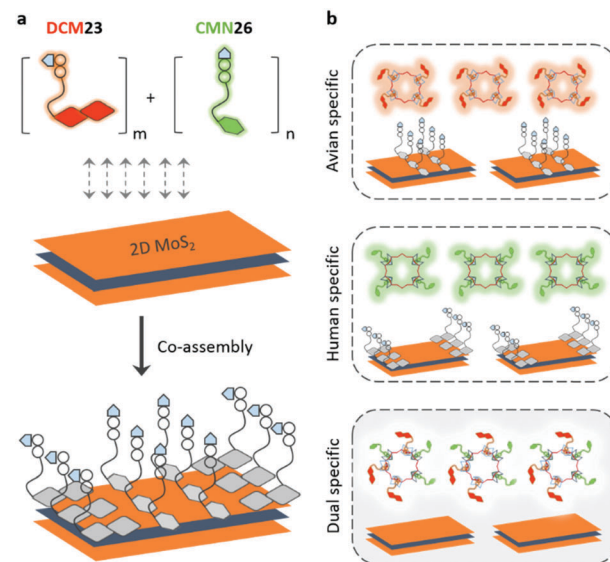 a
DCM23
CMN26
m
+
n
2D MoS₂
Co-assembly
b
Avian specific
Human specific
Dual specific